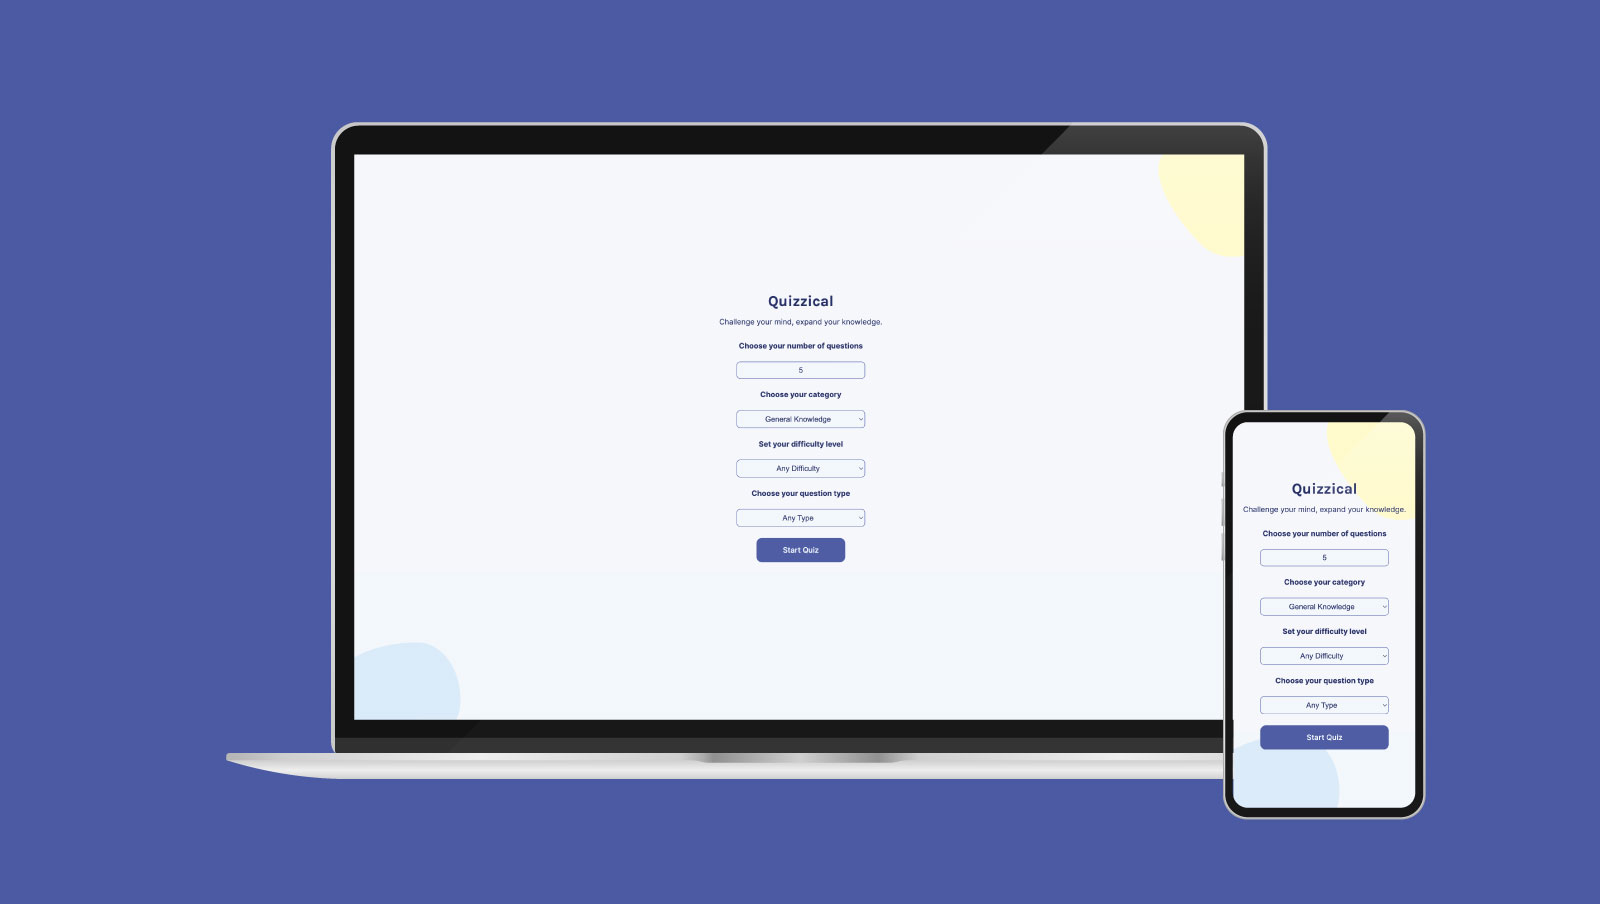 Quizzical
Challenge your mind, expand your knowledge.
Choose your number of questions
5
Choose your category
General Knowledge
Set your difficulty level
Any Difficulty
Choose your question type
Any Type
Start Quiz
Quizzical
Challenge your mind, expand your knowledge.
Choose your number of questions
5
Choose your category
General Knowledge
Set your difficulty level
Any Difficulty
Choose your question type
Any Type
Start Quiz